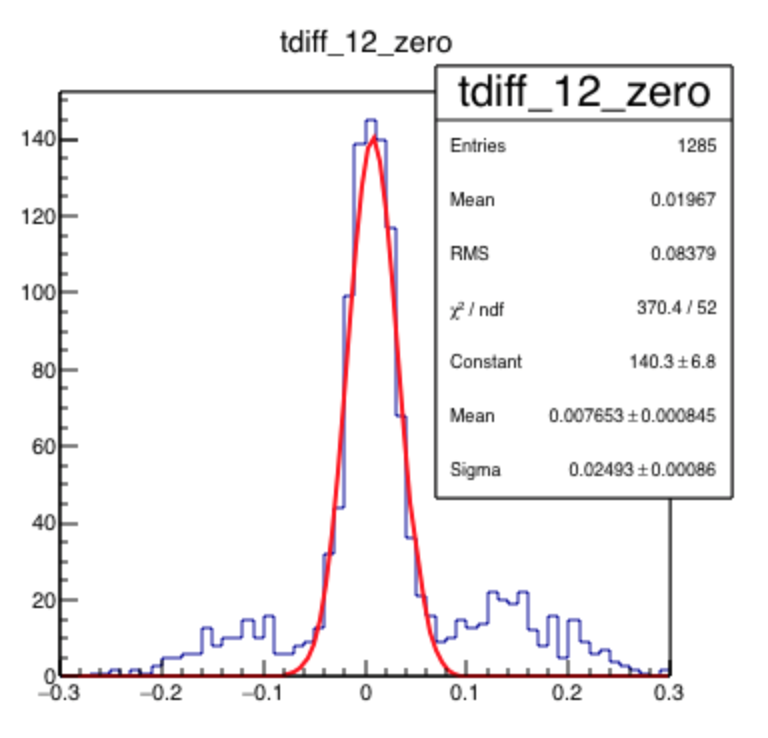 tdiff_12_zero
tdiff_12_zero
Entries 1285
Mean 0.01967
RMS 0.08379
χ² / ndf 370.4 / 52
Constant 140.3 ± 6.8
Mean 0.007653 ± 0.000845
Sigma 0.02493 ± 0.00086
140
120
100
80
60
40
20
0
−0.3 −0.2 −0.1 0 0.1 0.2 0.3